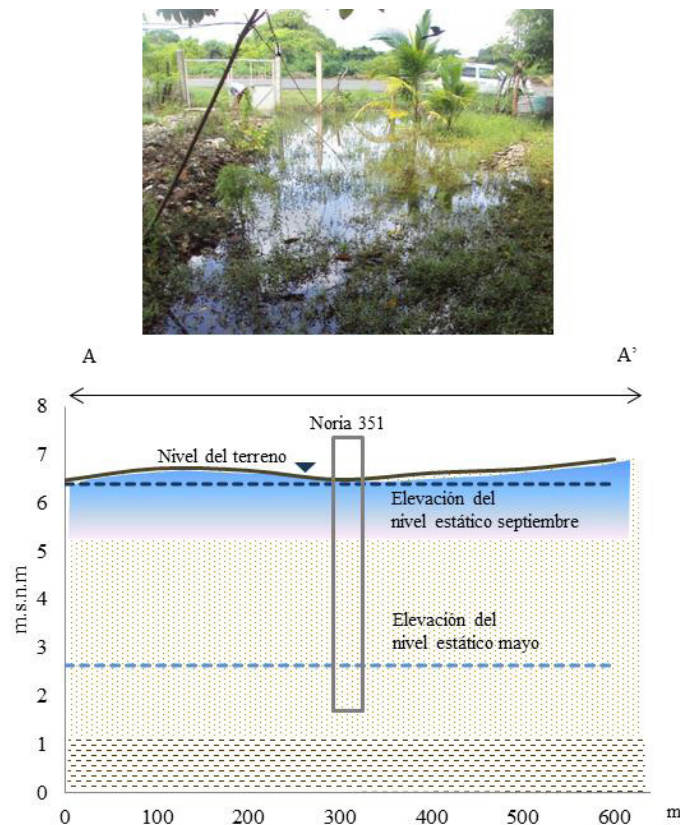 A A’
8
Noria 351
7
Nivel del terreno
6
Elevación del
nivel estático septiembre
5
4
Elevación del
nivel estático mayo
3
2
1
0
m.s.n.m
0 100 200 300 400 500 600 m